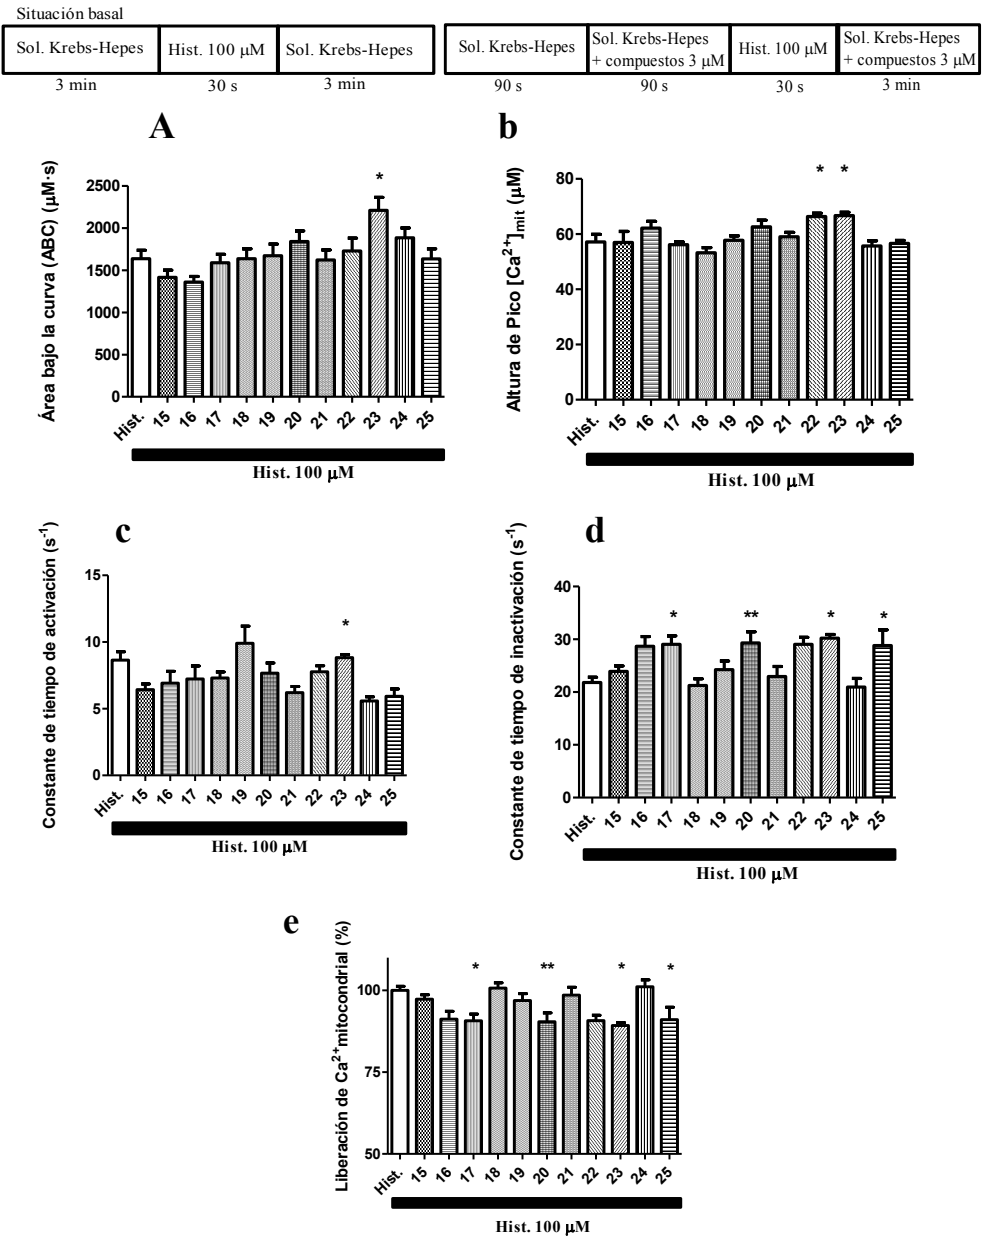 Situación basal
Sol. Krebs-Hepes
Hist. 100 μM
Sol. Krebs-Hepes
3 min
30 s
3 min
Sol. Krebs-Hepes
Sol. Krebs-Hepes
+ compuestos 3 μM
Hist. 100 μM
Sol. Krebs-Hepes
+ compuestos 3 μM
90 s
90 s
30 s
3 min
A
Área bajo la curva (ABC) (μM·s)
2500
2000
1500
1000
500
0
*
Hist. 15 16 17 18 19 20 21 22 23 24 25
Hist. 100 μM
b
Altura de Pico [Ca2+]mit (μM)
80
60
40
20
0
* *
Hist. 15 16 17 18 19 20 21 22 23 24 25
Hist. 100 μM
c
Constante de tiempo de activación (s-1)
15
10
5
0
*
Hist. 15 16 17 18 19 20 21 22 23 24 25
Hist. 100 μM
d
Constante de tiempo de inactivación (s-1)
40
30
20
10
0
* ** * *
Hist. 15 16 17 18 19 20 21 22 23 24 25
Hist. 100 μM
e
Liberación de Ca2+mitocondrial (%)
100
75
50
* ** * *
Hist. 15 16 17 18 19 20 21 22 23 24 25
Hist. 100 μM